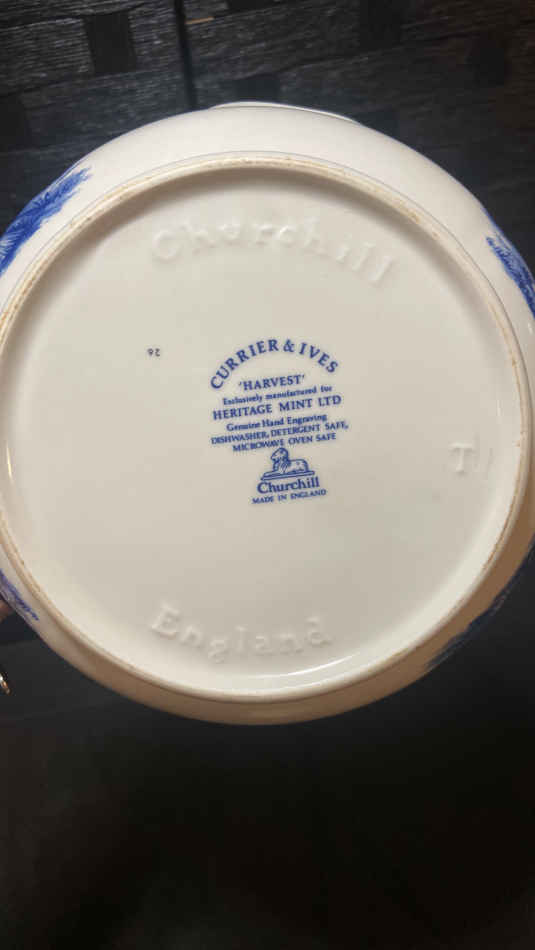 Churchill
26
CURRIER & IVES
'HARVEST'
Exclusively manufactured for
HERITAGE MINT LTD
Genuine Hand Engraving
DISHWASHER, DETERGENT SAFE,
MICROWAVE OVEN SAFE
Churchill
MADE IN ENGLAND
T
England